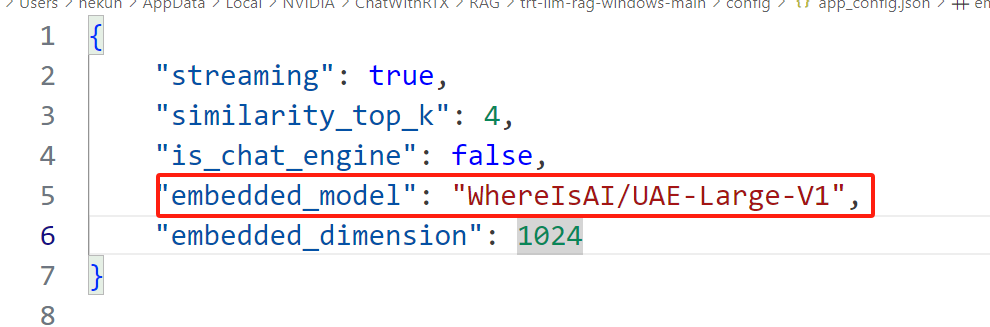 Users > hekun > AppData > Local > NVIDIA > ChatWithRTX > RAG > trt-llm-rag-windows-main > config > {} app_config.json >
1 {
2 "streaming": true,
3 "similarity_top_k": 4,
4 "is_chat_engine": false,
5 "embedded_model": "WhereIsAI/UAE-Large-V1",
6 "embedded_dimension": 1024
7 }
8